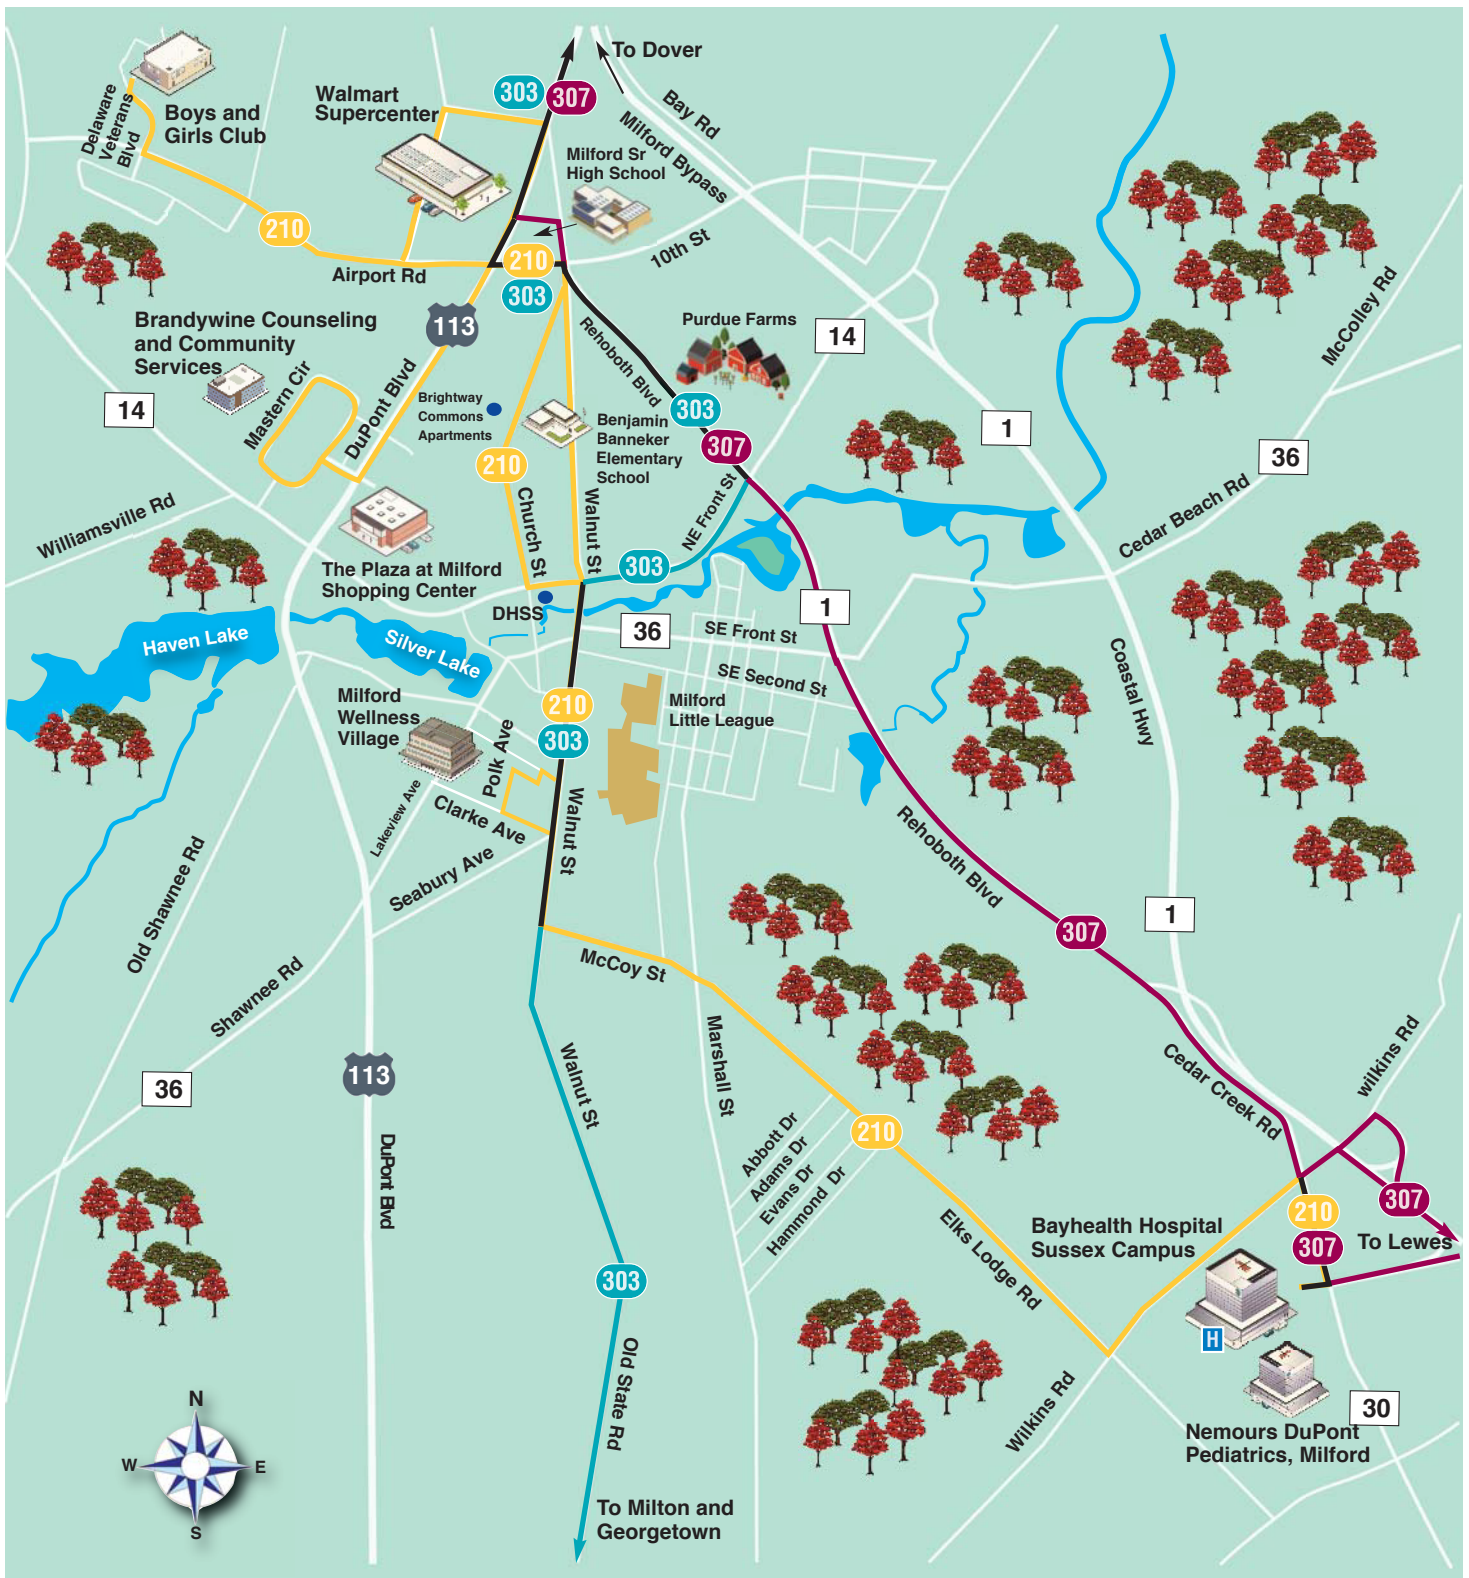 To Dover
303
307
Bay Rd
Milford Bypass
Delaware
Veterans
Blvd
Boys and
Girls Club
Walmart
Supercenter
Milford Sr
High School
210
Airport Rd
210
303
10th St
113
Brandywine Counseling
and Community
Services
Mastern Cir
DuPont Blvd
14
Brightway
Commons
Apartments
Rehoboth Blvd
Purdue Farms
14
303
307
Benjamin
Banneker
Elementary
School
210
Church St
Walnut St
NE Front St
303
1
McColley Rd
36
Cedar Beach Rd
Williamsville Rd
The Plaza at Milford
Shopping Center
DHSS
36
SE Front St
SE Second St
1
Haven Lake
Silver Lake
Milford
Wellness
Village
210
303
Milford
Little League
Polk Ave
Clarke Ave
Lakeview Ave
Seabury Ave
Walnut St
Coastal Hwy
Rehoboth Blvd
1
307
Old Shawnee Rd
Shawnee Rd
McCoy St
36
113
DuPont Blvd
Walnut St
Marshall St
Abbott Dr
Adams Dr
Evans Dr
Hammond Dr
210
Elks Lodge Rd
Cedar Creek Rd
wilkins Rd
307
To Lewes
210
307
Bayhealth Hospital
Sussex Campus
H
303
Old State Rd
Wilkins Rd
30
Nemours DuPont
Pediatrics, Milford
To Milton and
Georgetown
N
W
E
S